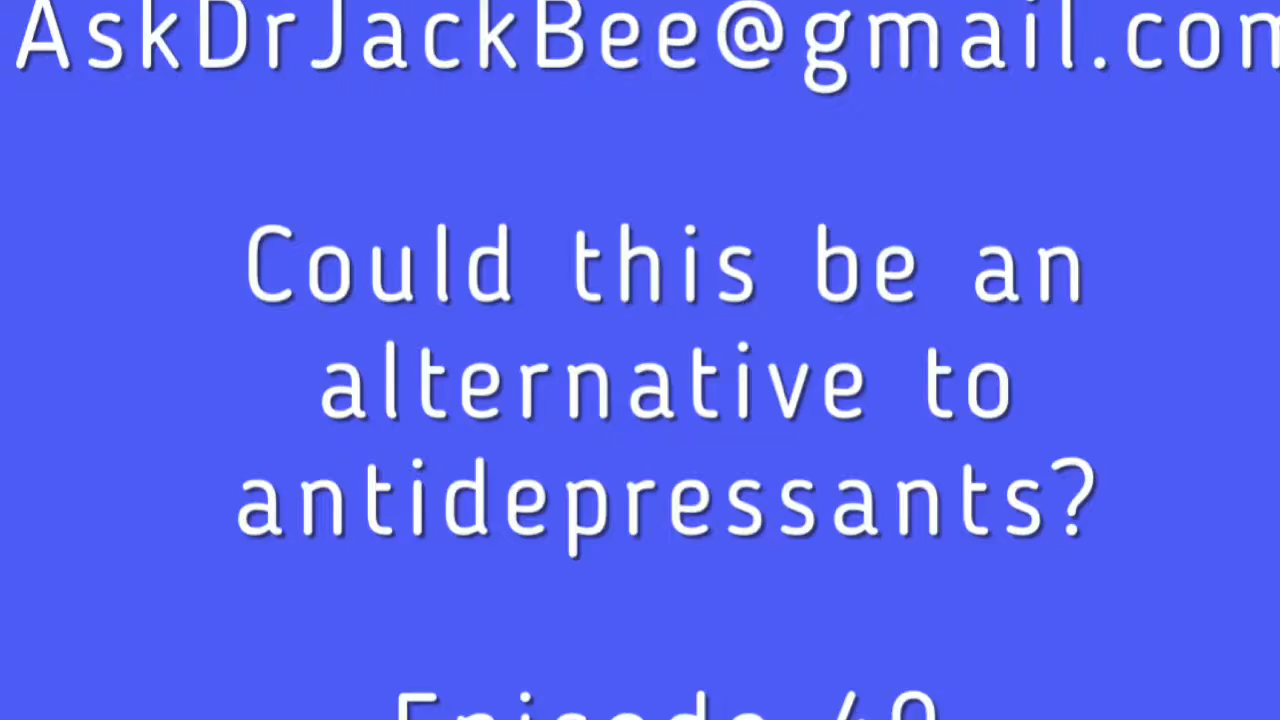 AskDrJackBee@gmail.com
Could this be an
alternative to
antidepressants?
Episode